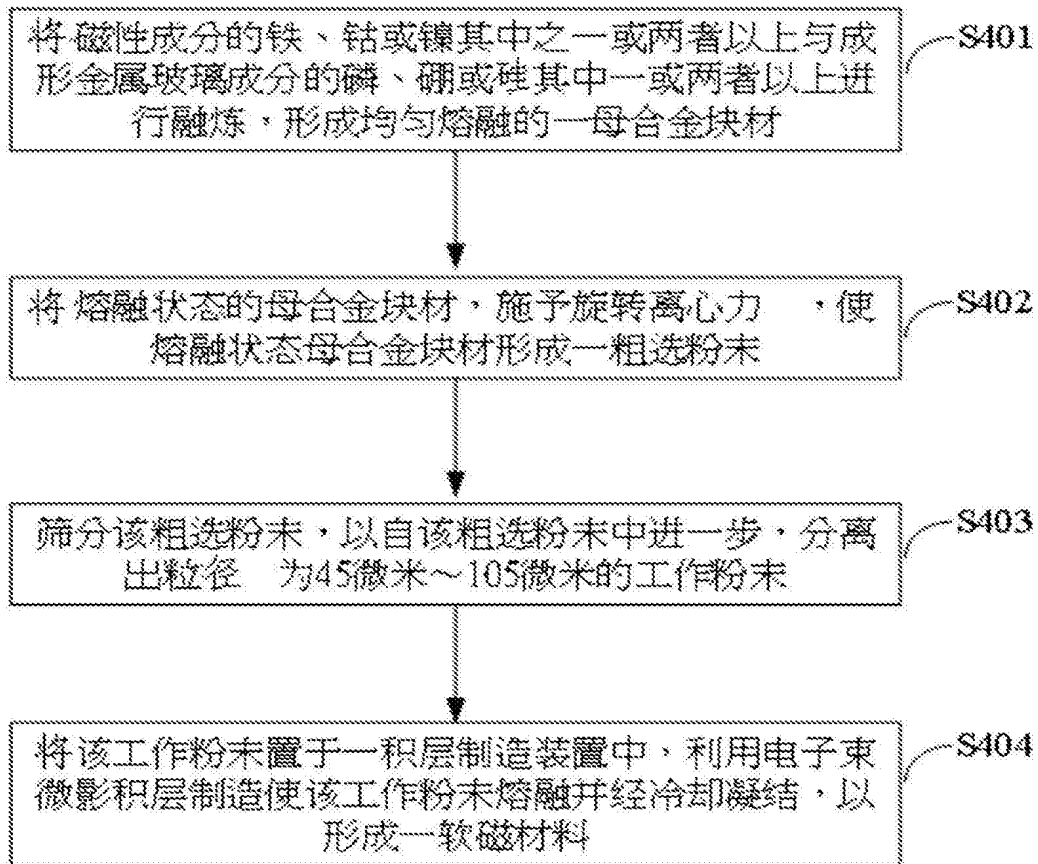 将磁性成分的铁、钴或镍其中之一或两者以上与成
形金属玻璃成分的磷、硼或硅其中一或两者以上进
行融炼，形成均匀熔融的一母合金块材
S401
将 熔融状态的母合金块材，施予旋转离心力 ，使
熔融状态母合金块材形成一粗选粉末
S402
筛分该粗选粉末，以自该粗选粉末中进一步，分离
出粒径 为45微米～105微米的工作粉末
S403
将该工作粉末置于一积层制造装置中，利用电子束
微影积层制造使该工作粉末熔融并经冷却凝结，以
形成一软磁材料
S404